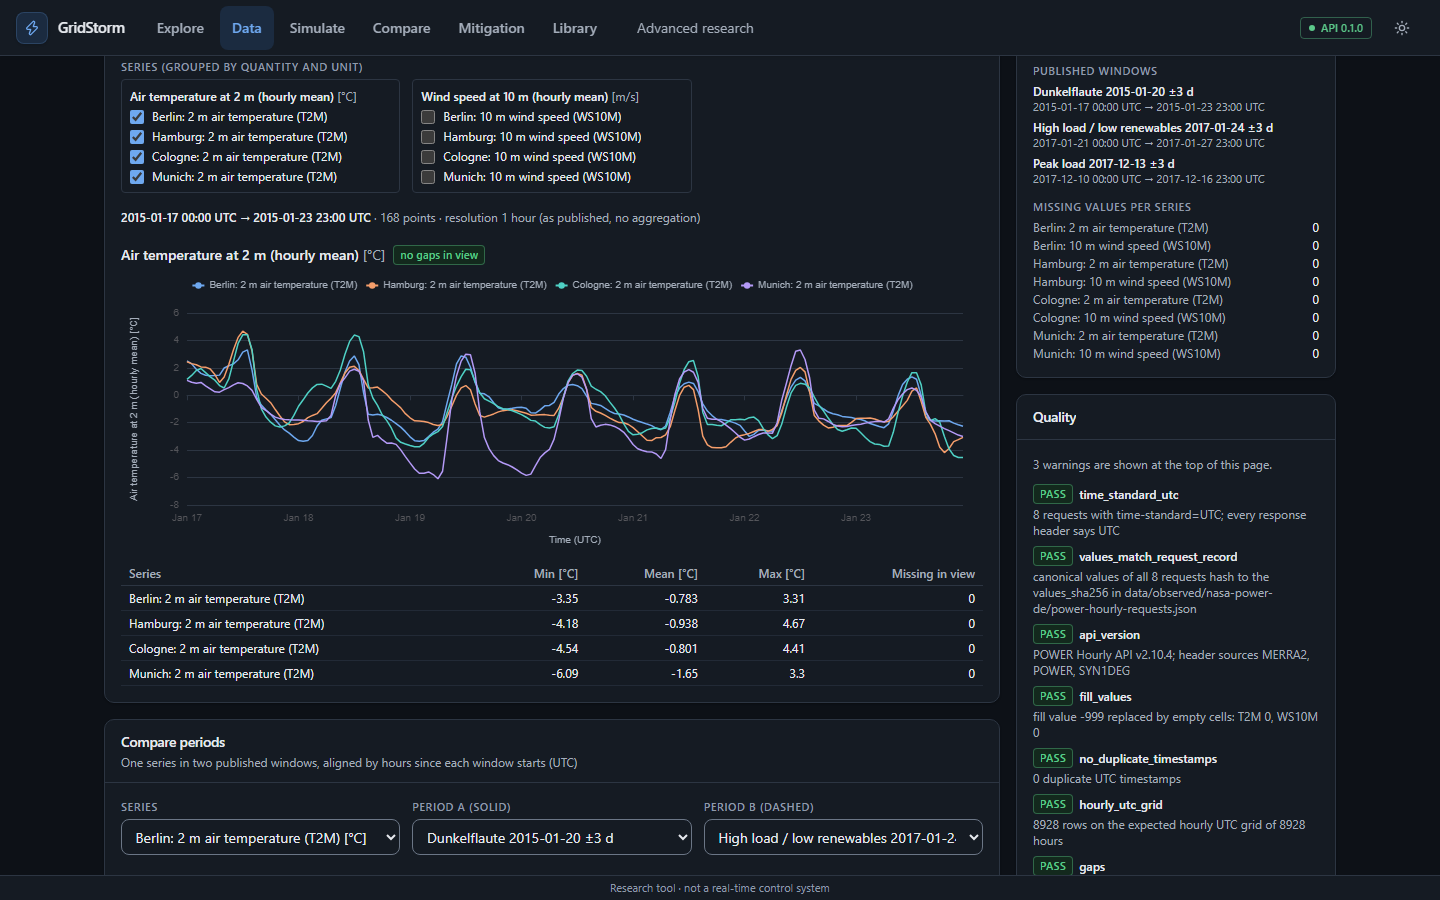 GridStorm
Explore
Data
Simulate
Compare
Mitigation
Library
Advanced research
API 0.1.0
SERIES (GROUPED BY QUANTITY AND UNIT)
Air temperature at 2 m (hourly mean) [°C]
Berlin: 2 m air temperature (T2M)
Hamburg: 2 m air temperature (T2M)
Cologne: 2 m air temperature (T2M)
Munich: 2 m air temperature (T2M)
Wind speed at 10 m (hourly mean) [m/s]
Berlin: 10 m wind speed (WS10M)
Hamburg: 10 m wind speed (WS10M)
Cologne: 10 m wind speed (WS10M)
Munich: 10 m wind speed (WS10M)
2015-01-17 00:00 UTC → 2015-01-23 23:00 UTC · 168 points · resolution 1 hour (as published, no aggregation)
Air temperature at 2 m (hourly mean) [°C] no gaps in view
Berlin: 2 m air temperature (T2M) Hamburg: 2 m air temperature (T2M) Cologne: 2 m air temperature (T2M) Munich: 2 m air temperature (T2M)
Air temperature at 2 m (hourly mean) [°C]
6
4
2
0
-2
-4
-6
-8
Jan 17 Jan 18 Jan 19 Jan 20 Jan 21 Jan 22 Jan 23
Time (UTC)
Series Min [°C] Mean [°C] Max [°C] Missing in view
Berlin: 2 m air temperature (T2M) -3.35 -0.783 3.31 0
Hamburg: 2 m air temperature (T2M) -4.18 -0.938 4.67 0
Cologne: 2 m air temperature (T2M) -4.54 -0.801 4.41 0
Munich: 2 m air temperature (T2M) -6.09 -1.65 3.3 0
Compare periods
One series in two published windows, aligned by hours since each window starts (UTC)
SERIES PERIOD A (SOLID) PERIOD B (DASHED)
Berlin: 2 m air temperature (T2M) [°C] Dunkelflaute 2015-01-20 ±3 d High load / low renewables 2017-01-2
PUBLISHED WINDOWS
Dunkelflaute 2015-01-20 ±3 d
2015-01-17 00:00 UTC → 2015-01-23 23:00 UTC
High load / low renewables 2017-01-24 ±3 d
2017-01-21 00:00 UTC → 2017-01-27 23:00 UTC
Peak load 2017-12-13 ±3 d
2017-12-10 00:00 UTC → 2017-12-16 23:00 UTC
MISSING VALUES PER SERIES
Berlin: 2 m air temperature (T2M) 0
Berlin: 10 m wind speed (WS10M) 0
Hamburg: 2 m air temperature (T2M) 0
Hamburg: 10 m wind speed (WS10M) 0
Cologne: 2 m air temperature (T2M) 0
Cologne: 10 m wind speed (WS10M) 0
Munich: 2 m air temperature (T2M) 0
Munich: 10 m wind speed (WS10M) 0
Quality
3 warnings are shown at the top of this page.
PASS time_standard_utc
8 requests with time-standard=UTC; every response
header says UTC
PASS values_match_request_record
canonical values of all 8 requests hash to the
values_sha256 in data/observed/nasa-power-
de/power-hourly-requests.json
PASS api_version
POWER Hourly API v2.10.4; header sources MERRA2,
POWER, SYN1DEG
PASS fill_values
fill value -999 replaced by empty cells: T2M 0, WS10M
0
PASS no_duplicate_timestamps
0 duplicate UTC timestamps
PASS hourly_utc_grid
8928 rows on the expected hourly UTC grid of 8928
hours
PASS gaps
Research tool · not a real-time control system